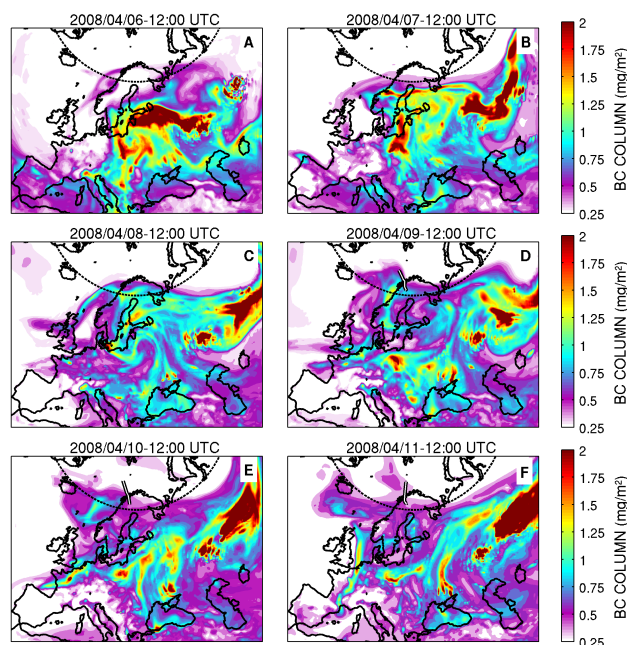 2008/04/06-12:00 UTC
2008/04/07-12:00 UTC
A
B
2
1.75
1.5
1.25
1
0.75
0.5
0.25
BC COLUMN (mg/m²)
2008/04/08-12:00 UTC
2008/04/09-12:00 UTC
C
D
2
1.75
1.5
1.25
1
0.75
0.5
0.25
BC COLUMN (mg/m²)
2008/04/10-12:00 UTC
2008/04/11-12:00 UTC
E
F
2
1.75
1.5
1.25
1
0.75
0.5
0.25
BC COLUMN (mg/m²)